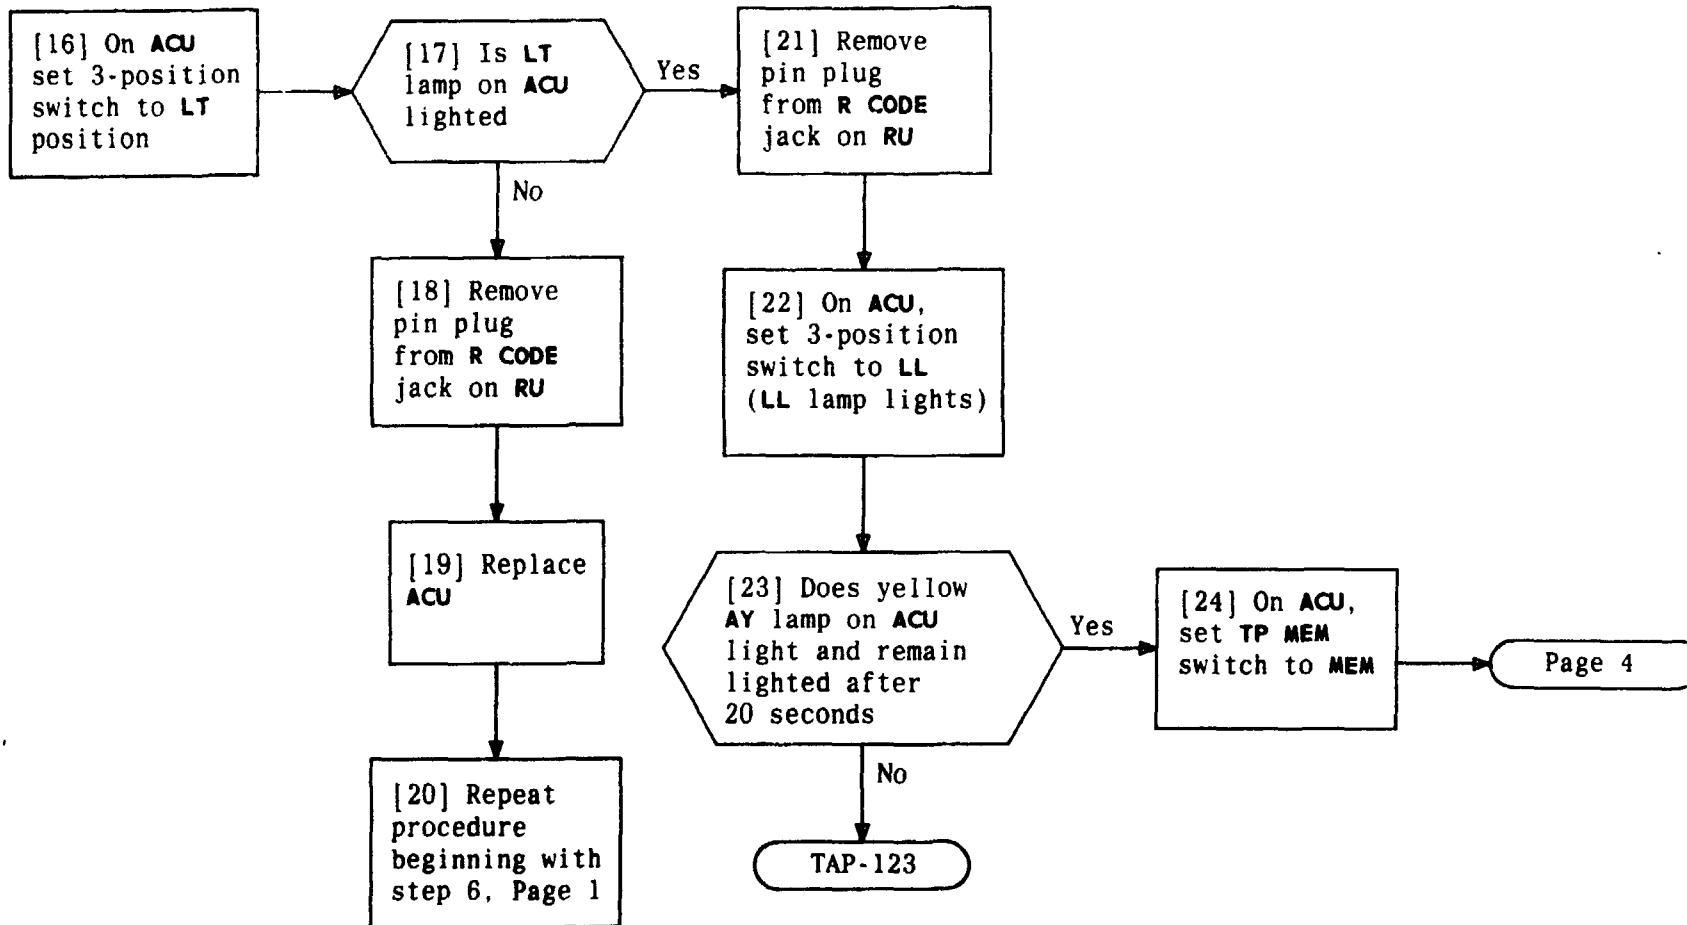 [16] On ACU
set 3-position
switch to LT
position
[17] Is LT
lamp on ACU
lighted
Yes
No
[18] Remove
pin plug
from R CODE
jack on RU
[19] Replace
ACU
[20] Repeat
procedure
beginning with
step 6, Page 1
[21] Remove
pin plug
from R CODE
jack on RU
[22] On ACU,
set 3-position
switch to LL
(LL lamp lights)
[23] Does yellow
AY lamp on ACU
light and remain
lighted after
20 seconds
Yes
No
TAP-123
[24] On ACU,
set TP MEM
switch to MEM
Page 4